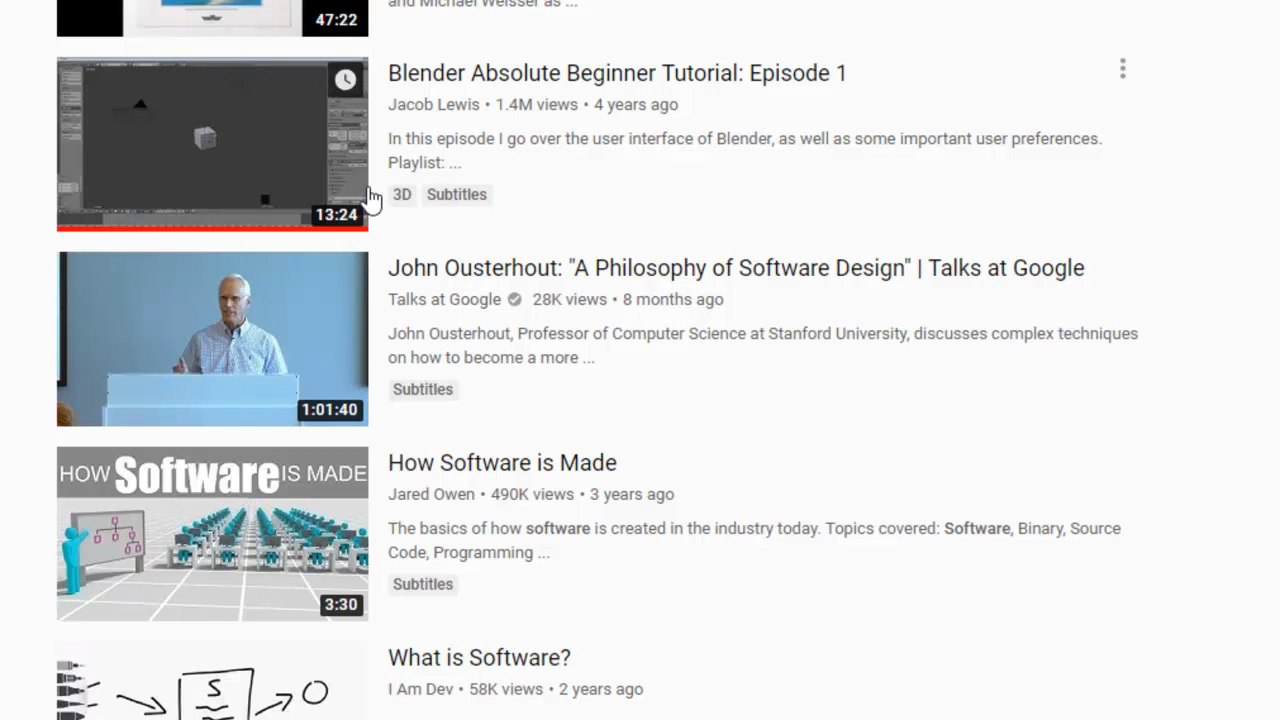 and Michael Weisser as ...
47:22
Blender Absolute Beginner Tutorial: Episode 1
Jacob Lewis • 1.4M views • 4 years ago
In this episode I go over the user interface of Blender, as well as some important user preferences.
Playlist: ...
3D Subtitles
13:24
John Ousterhout: "A Philosophy of Software Design" | Talks at Google
Talks at Google 28K views • 8 months ago
John Ousterhout, Professor of Computer Science at Stanford University, discusses complex techniques
on how to become a more ...
Subtitles
1:01:40
HOW Software IS MADE
How Software is Made
Jared Owen • 490K views • 3 years ago
The basics of how software is created in the industry today. Topics covered: Software, Binary, Source
Code, Programming ...
Subtitles
3:30
What is Software?
I Am Dev • 58K views • 2 years ago
S
O